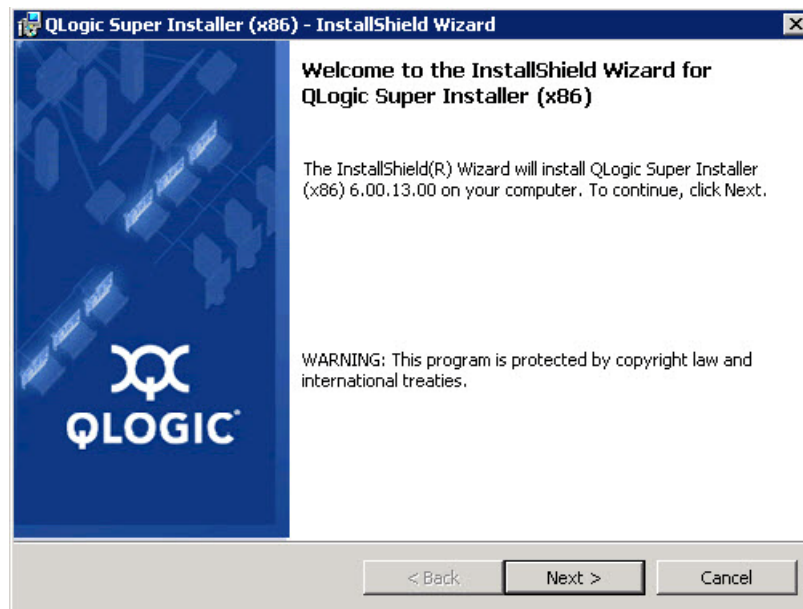 QLogic Super Installer (x86) - InstallShield Wizard
Welcome to the InstallShield Wizard for
QLogic Super Installer (x86)
The InstallShield(R) Wizard will install QLogic Super Installer
(x86) 6.00.13.00 on your computer. To continue, click Next.
WARNING: This program is protected by copyright law and
international treaties.
QLOGIC
< Back
Next >
Cancel